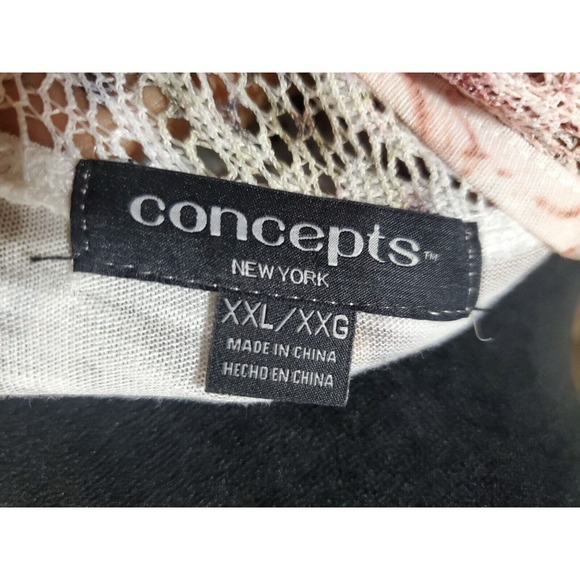 concepts™
NEW YORK
XXL/XXG
MADE IN CHINA
HECHO EN CHINA